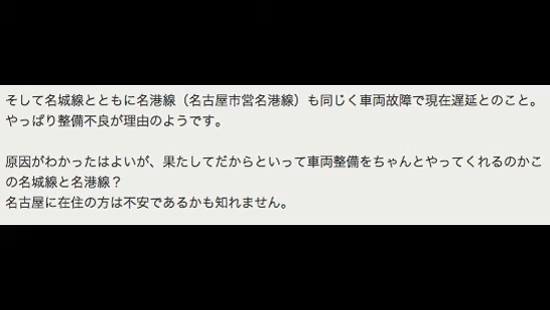 そして名城線とともに名港線（名古屋市営名港線）も同じく車両故障で現在遅延とのこと。
やっぱり整備不良が理由のようです。
原因がわかったはよいが、果たしてだからといって車両整備をちゃんとやってくれるのかこ
の名城線と名港線？
名古屋に在住の方は不安であるかも知れません。